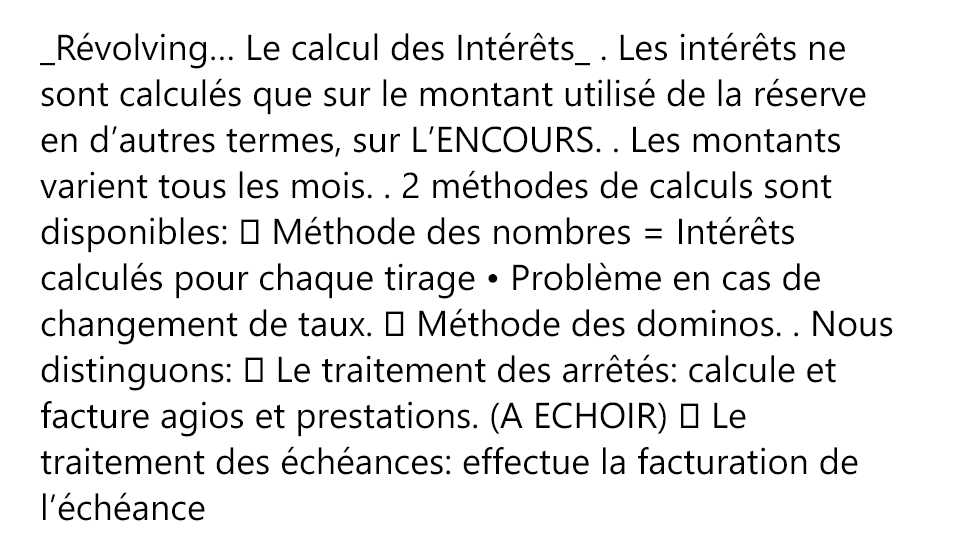 _Révolving... Le calcul des Intérêts_ . Les intérêts ne
sont calculés que sur le montant utilisé de la réserve
en d’autres termes, sur L’ENCOURS. . Les montants
varient tous les mois. . 2 méthodes de calculs sont
disponibles:  Méthode des nombres = Intérêts
calculés pour chaque tirage • Problème en cas de
changement de taux.  Méthode des dominos. . Nous
distinguons:  Le traitement des arrêtés: calcule et
facture agios et prestations. (A ECHOIR)  Le
traitement des échéances: effectue la facturation de
l’échéance